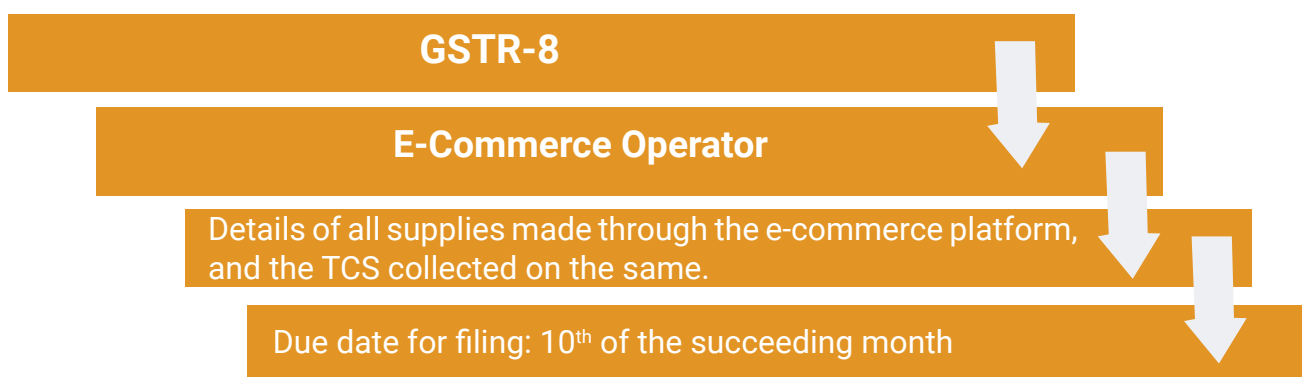 GSTR-8
E-Commerce Operator
Details of all supplies made through the e-commerce platform,
and the TCS collected on the same.
Due date for filing: 10th of the succeeding month